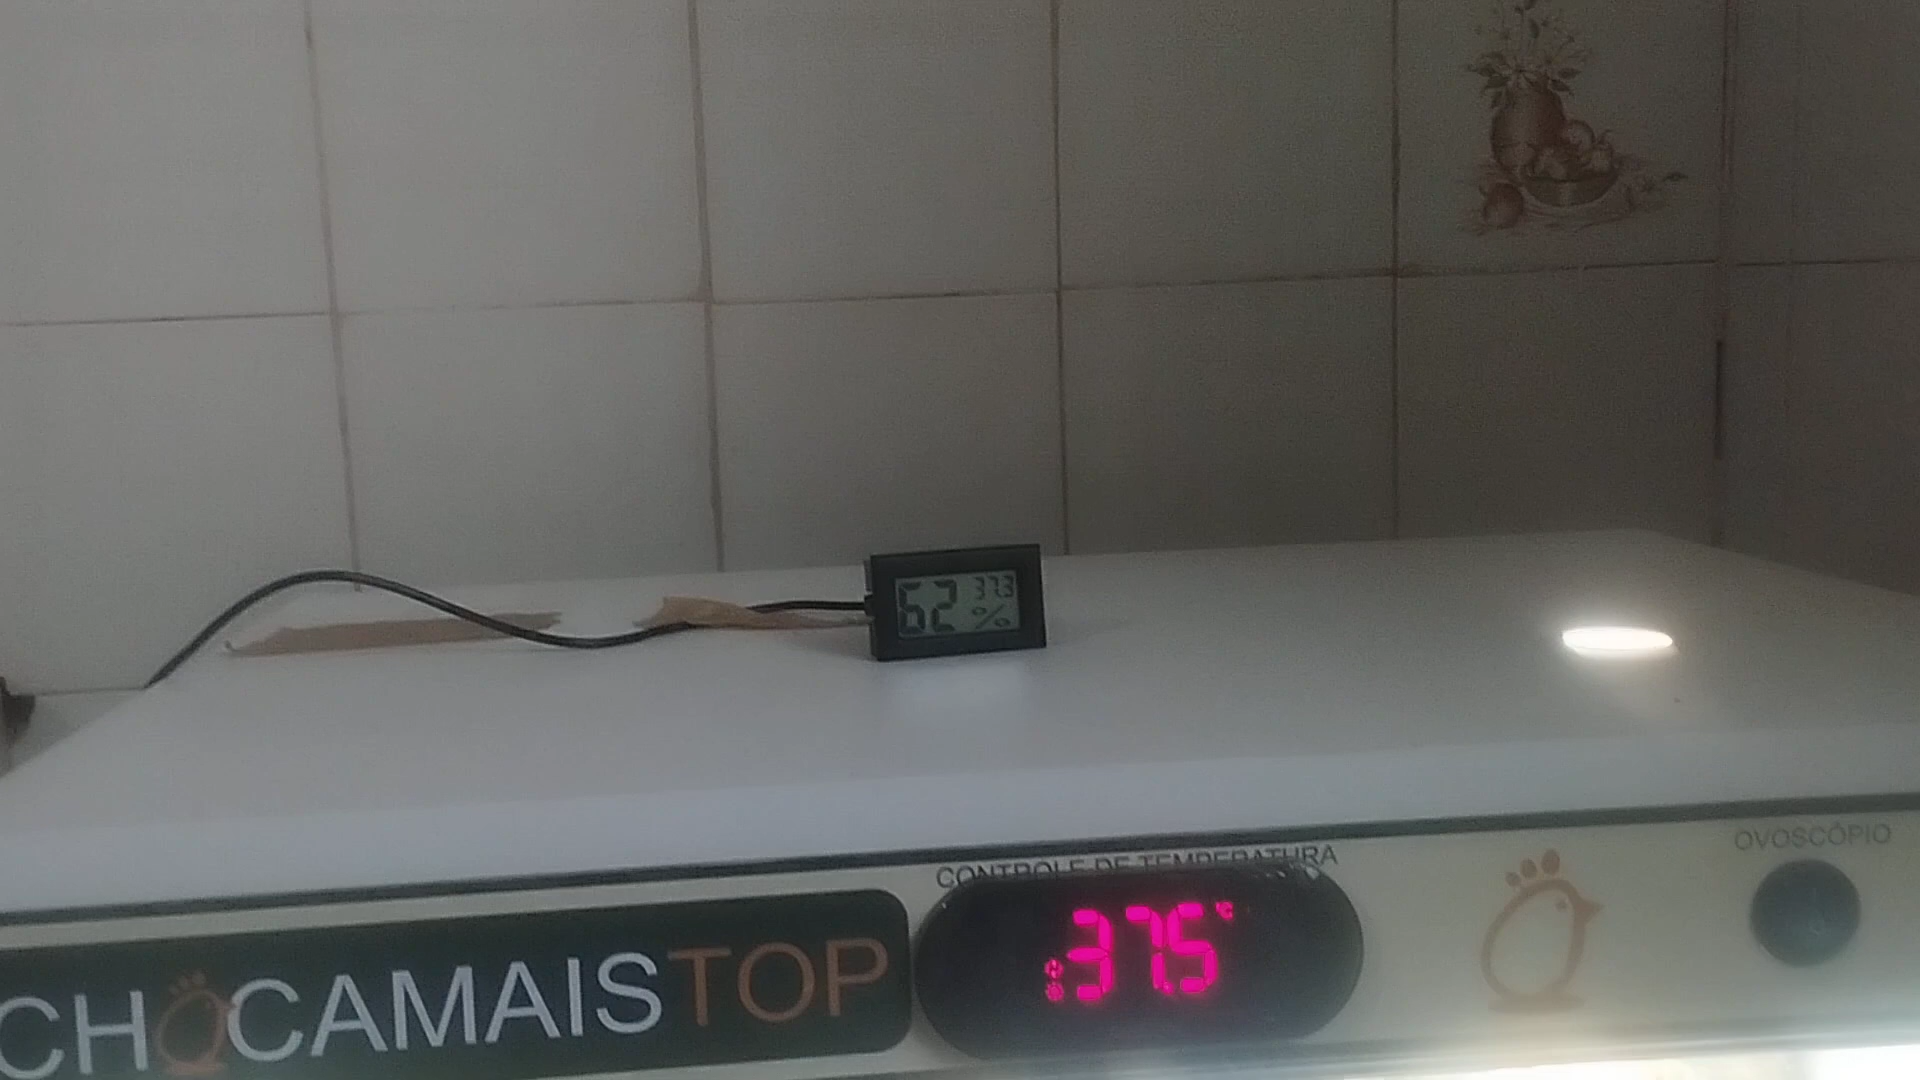 62 37.3
%
CONTROLE DE TEMPERATURA
OVOSCÓPIO
CHOCAMAISTOP
37.5 °C